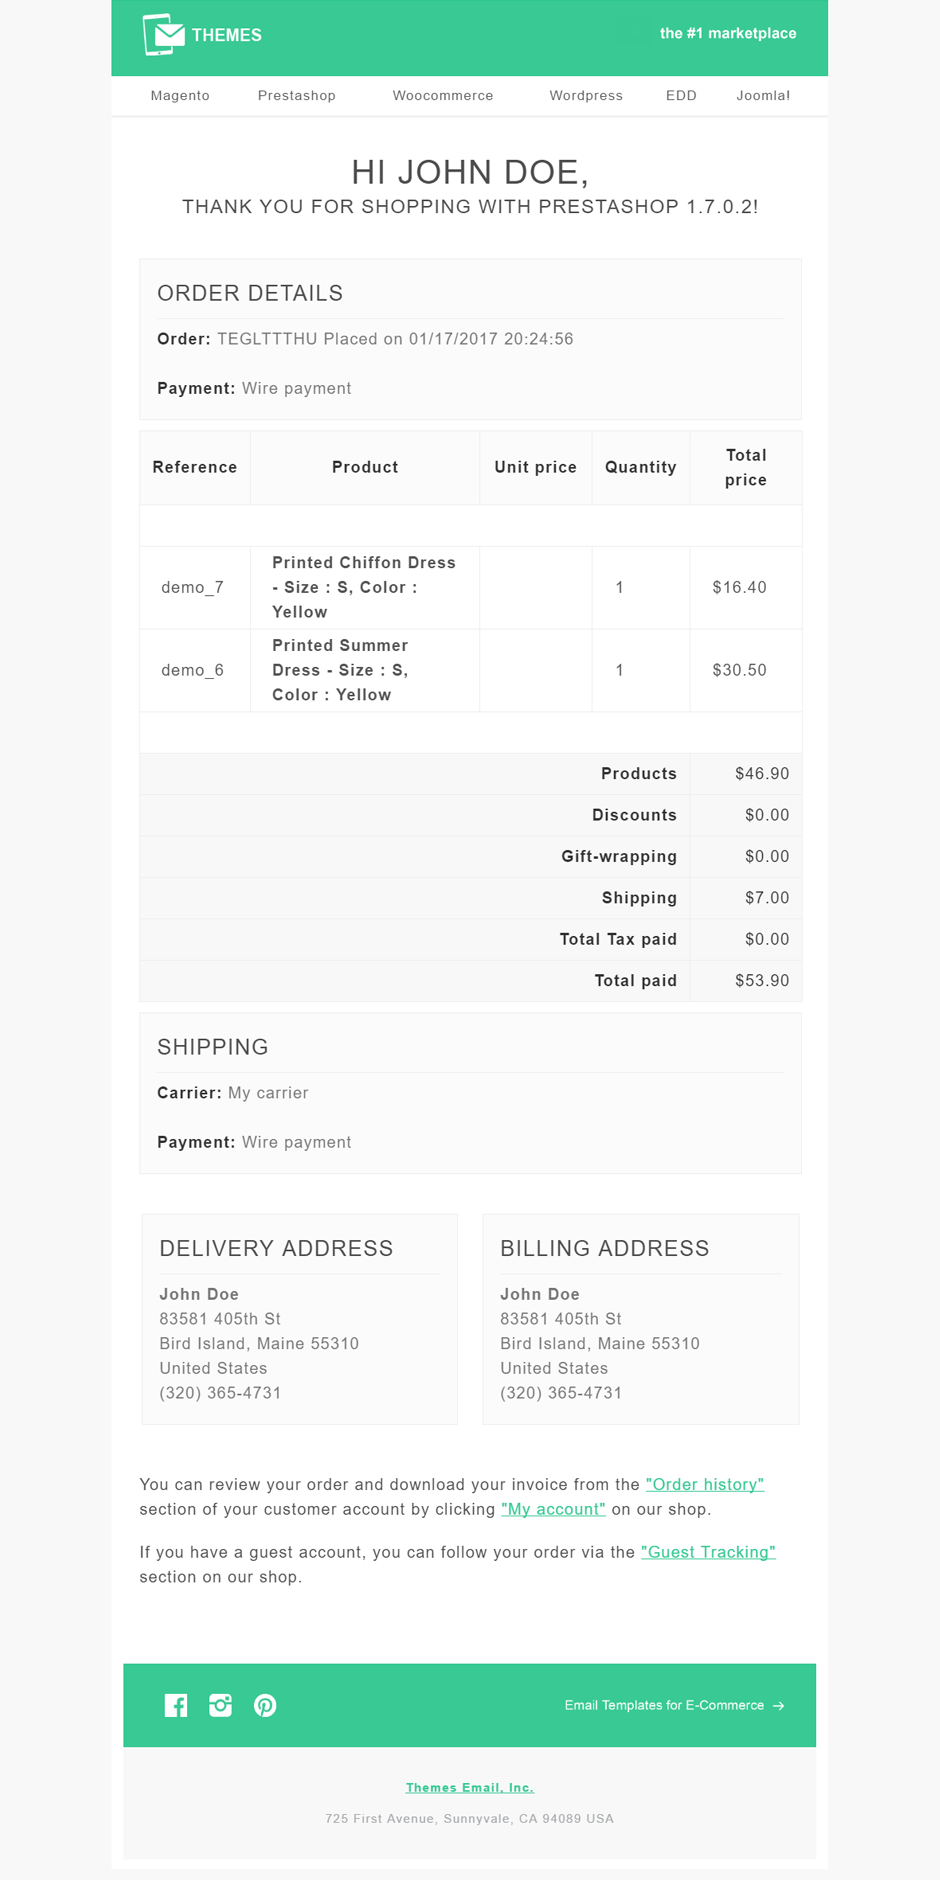 THEMES
the #1 marketplace
Magento Prestashop Woocommerce Wordpress EDD Joomla!
HI JOHN DOE,
THANK YOU FOR SHOPPING WITH PRESTASHOP 1.7.0.2!
ORDER DETAILS
Order: TEGLTTTHU Placed on 01/17/2017 20:24:56
Payment: Wire payment
Reference Product Unit price Quantity Total
price
Printed Chiffon Dress
demo_7 - Size : S, Color : 1 $16.40
Yellow
Printed Summer
demo_6 Dress - Size : S, 1 $30.50
Color : Yellow
Products $46.90
Discounts $0.00
Gift-wrapping $0.00
Shipping $7.00
Total Tax paid $0.00
Total paid $53.90
SHIPPING
Carrier: My carrier
Payment: Wire payment
DELIVERY ADDRESS
John Doe
83581 405th St
Bird Island, Maine 55310
United States
(320) 365-4731
BILLING ADDRESS
John Doe
83581 405th St
Bird Island, Maine 55310
United States
(320) 365-4731
You can review your order and download your invoice from the "Order history"
section of your customer account by clicking "My account" on our shop.
If you have a guest account, you can follow your order via the "Guest Tracking"
section on our shop.
Email Templates for E-Commerce →
Themes Email, Inc.
725 First Avenue, Sunnyvale, CA 94089 USA